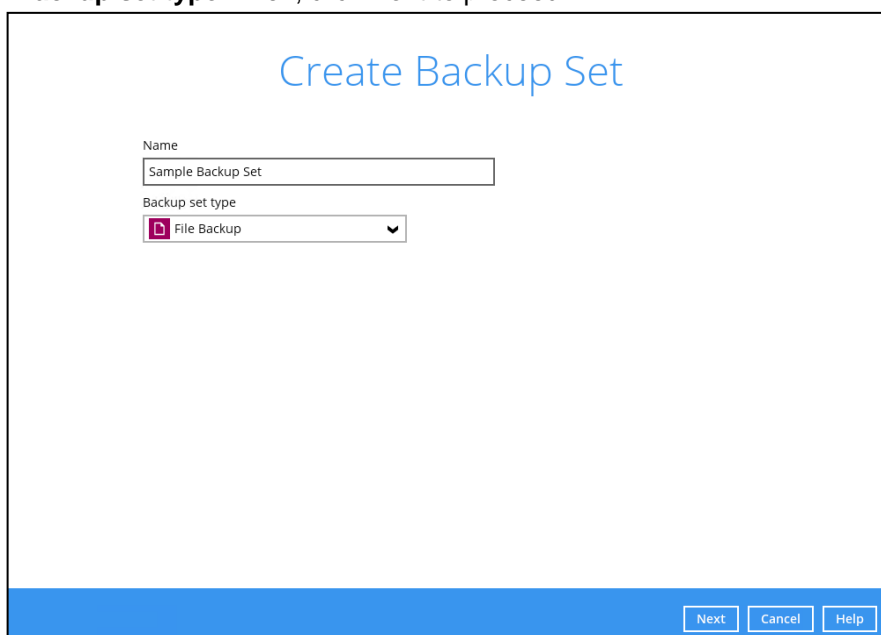 Create Backup Set
Name
Sample Backup Set
Backup set type
File Backup
Next Cancel Help